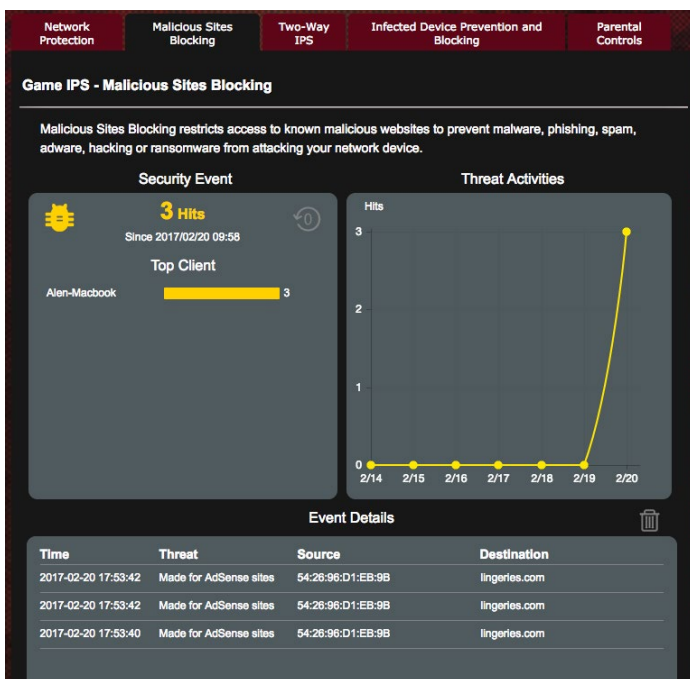 Network Protection
Malicious Sites Blocking
Two-Way IPS
Infected Device Prevention and Blocking
Parental Controls
Game IPS - Malicious Sites Blocking
Malicious Sites Blocking restricts access to known malicious websites to prevent malware, phishing, spam,
adware, hacking or ransomware from attacking your network device.
Security Event
3 Hits
0
Since 2017/02/20 09:58
Top Client
Alen-Macbook 3
Threat Activities
Hits
3
2
1
0
2/14 2/15 2/16 2/17 2/18 2/19 2/20
Event Details
Time Threat Source Destination
2017-02-20 17:53:42 Made for AdSense sites 54:26:96:D1:EB:9B lingeries.com
2017-02-20 17:53:42 Made for AdSense sites 54:26:96:D1:EB:9B lingeries.com
2017-02-20 17:53:40 Made for AdSense sites 54:26:96:D1:EB:9B lingeries.com